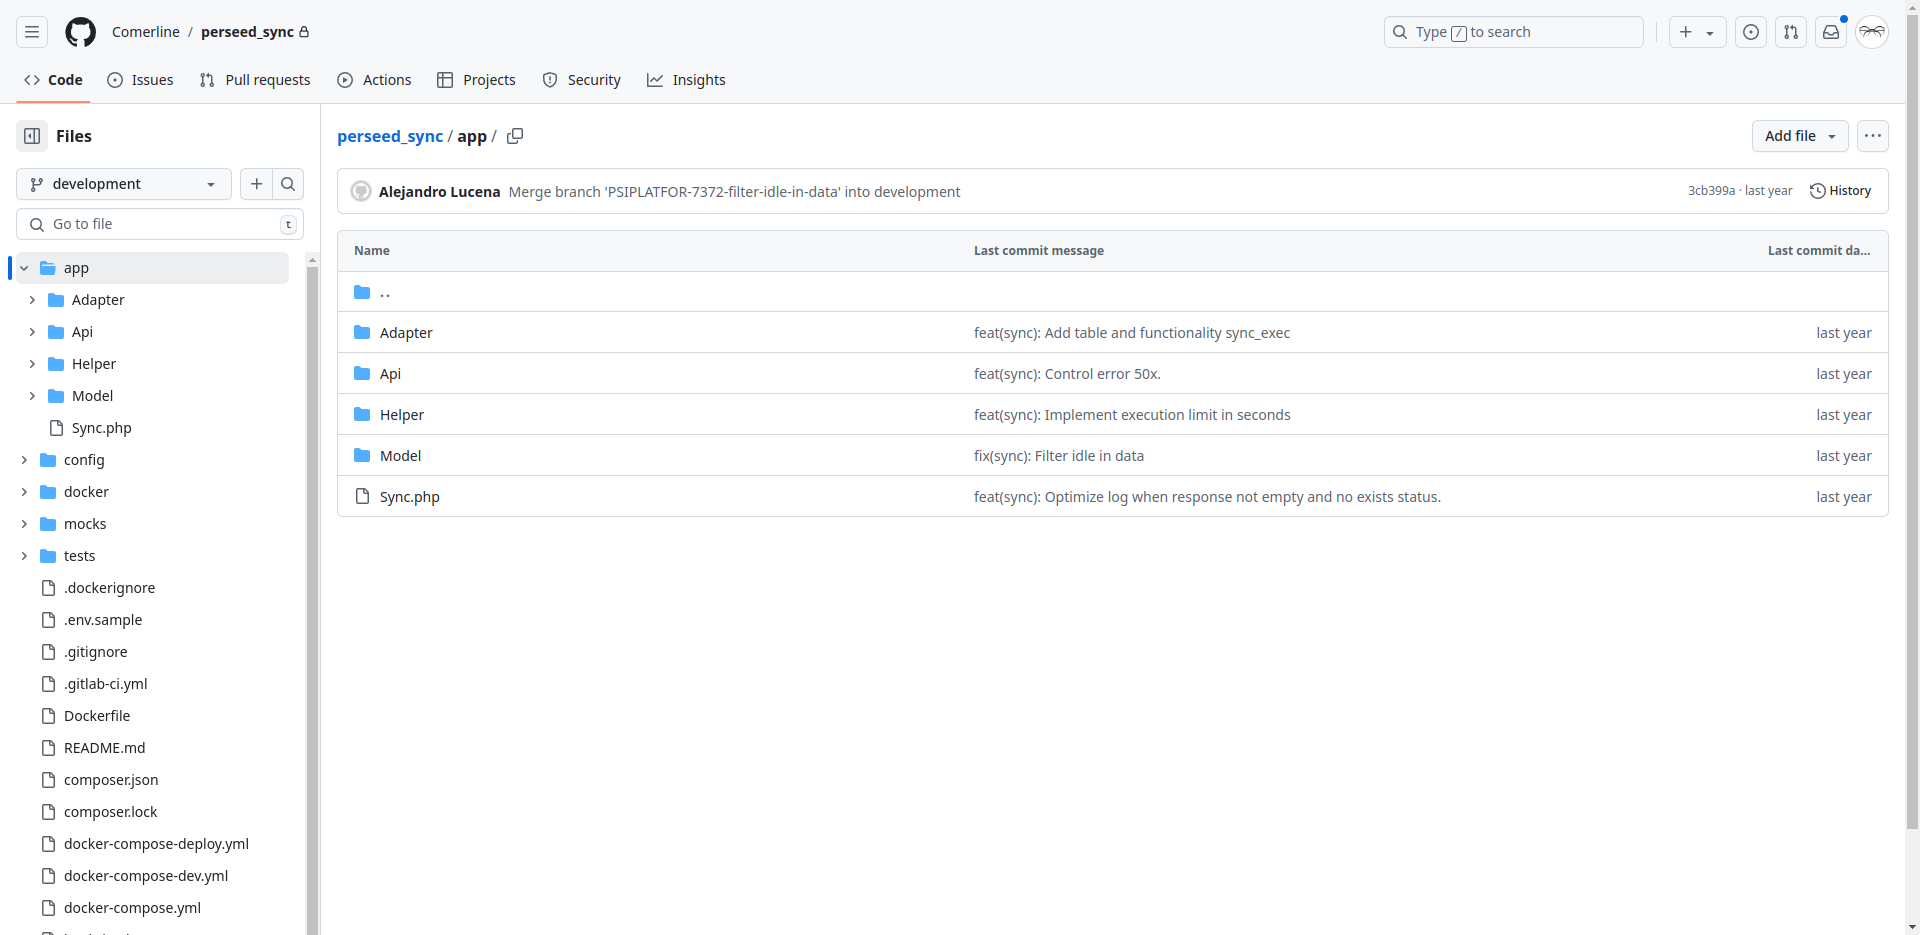 Comerline / perseed_sync
Type / to search
Code Issues Pull requests Actions Projects Security Insights
Files
development
Go to file t
app
Adapter
Api
Helper
Model
Sync.php
config
docker
mocks
tests
.dockerignore
.env.sample
.gitignore
.gitlab-ci.yml
Dockerfile
README.md
composer.json
composer.lock
docker-compose-deploy.yml
docker-compose-dev.yml
docker-compose.yml
perseed_sync / app /
Add file
Alejandro Lucena Merge branch 'PSIPLATFOR-7372-filter-idle-in-data' into development 3cb399a · last year History
Name Last commit message Last commit da...
..
Adapter feat(sync): Add table and functionality sync_exec last year
Api feat(sync): Control error 50x. last year
Helper feat(sync): Implement execution limit in seconds last year
Model fix(sync): Filter idle in data last year
Sync.php feat(sync): Optimize log when response not empty and no exists status. last year